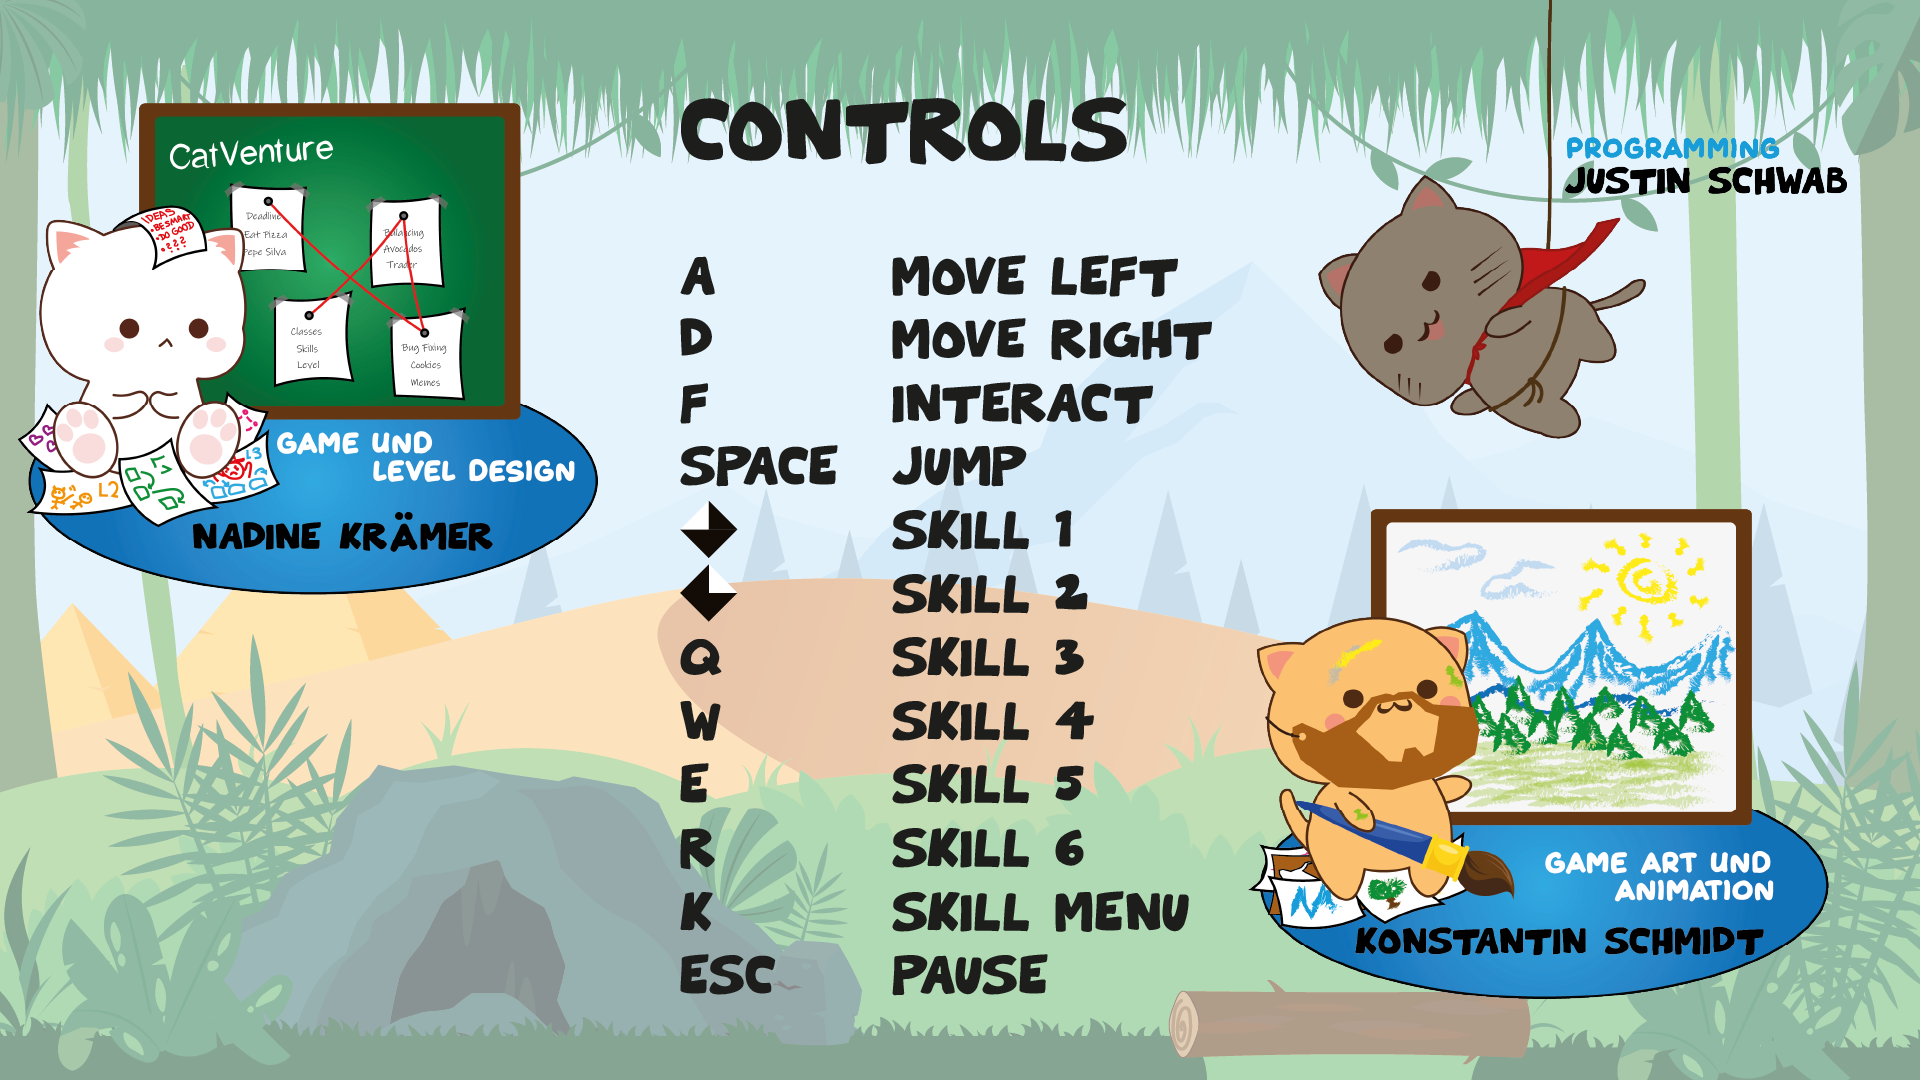 CONTROLS
A MOVE LEFT
D MOVE RIGHT
F INTERACT
SPACE JUMP
SKILL 1
SKILL 2
Q SKILL 3
W SKILL 4
E SKILL 5
R SKILL 6
K SKILL MENU
ESC PAUSE
CatVenture
IDEAS
•BE SMART
•DO GOOD
•???
Deadline
Eat Pizza
Pepe Silva
Balancing
Avocados
Trader
Classes
Skills
Level
Bug Fixing
Cookies
Memes
L2
L3
GAME UND
LEVEL DESIGN
NADINE KRÄMER
PROGRAMMING
JUSTIN SCHWAB
GAME ART UND
ANIMATION
KONSTANTIN SCHMIDT